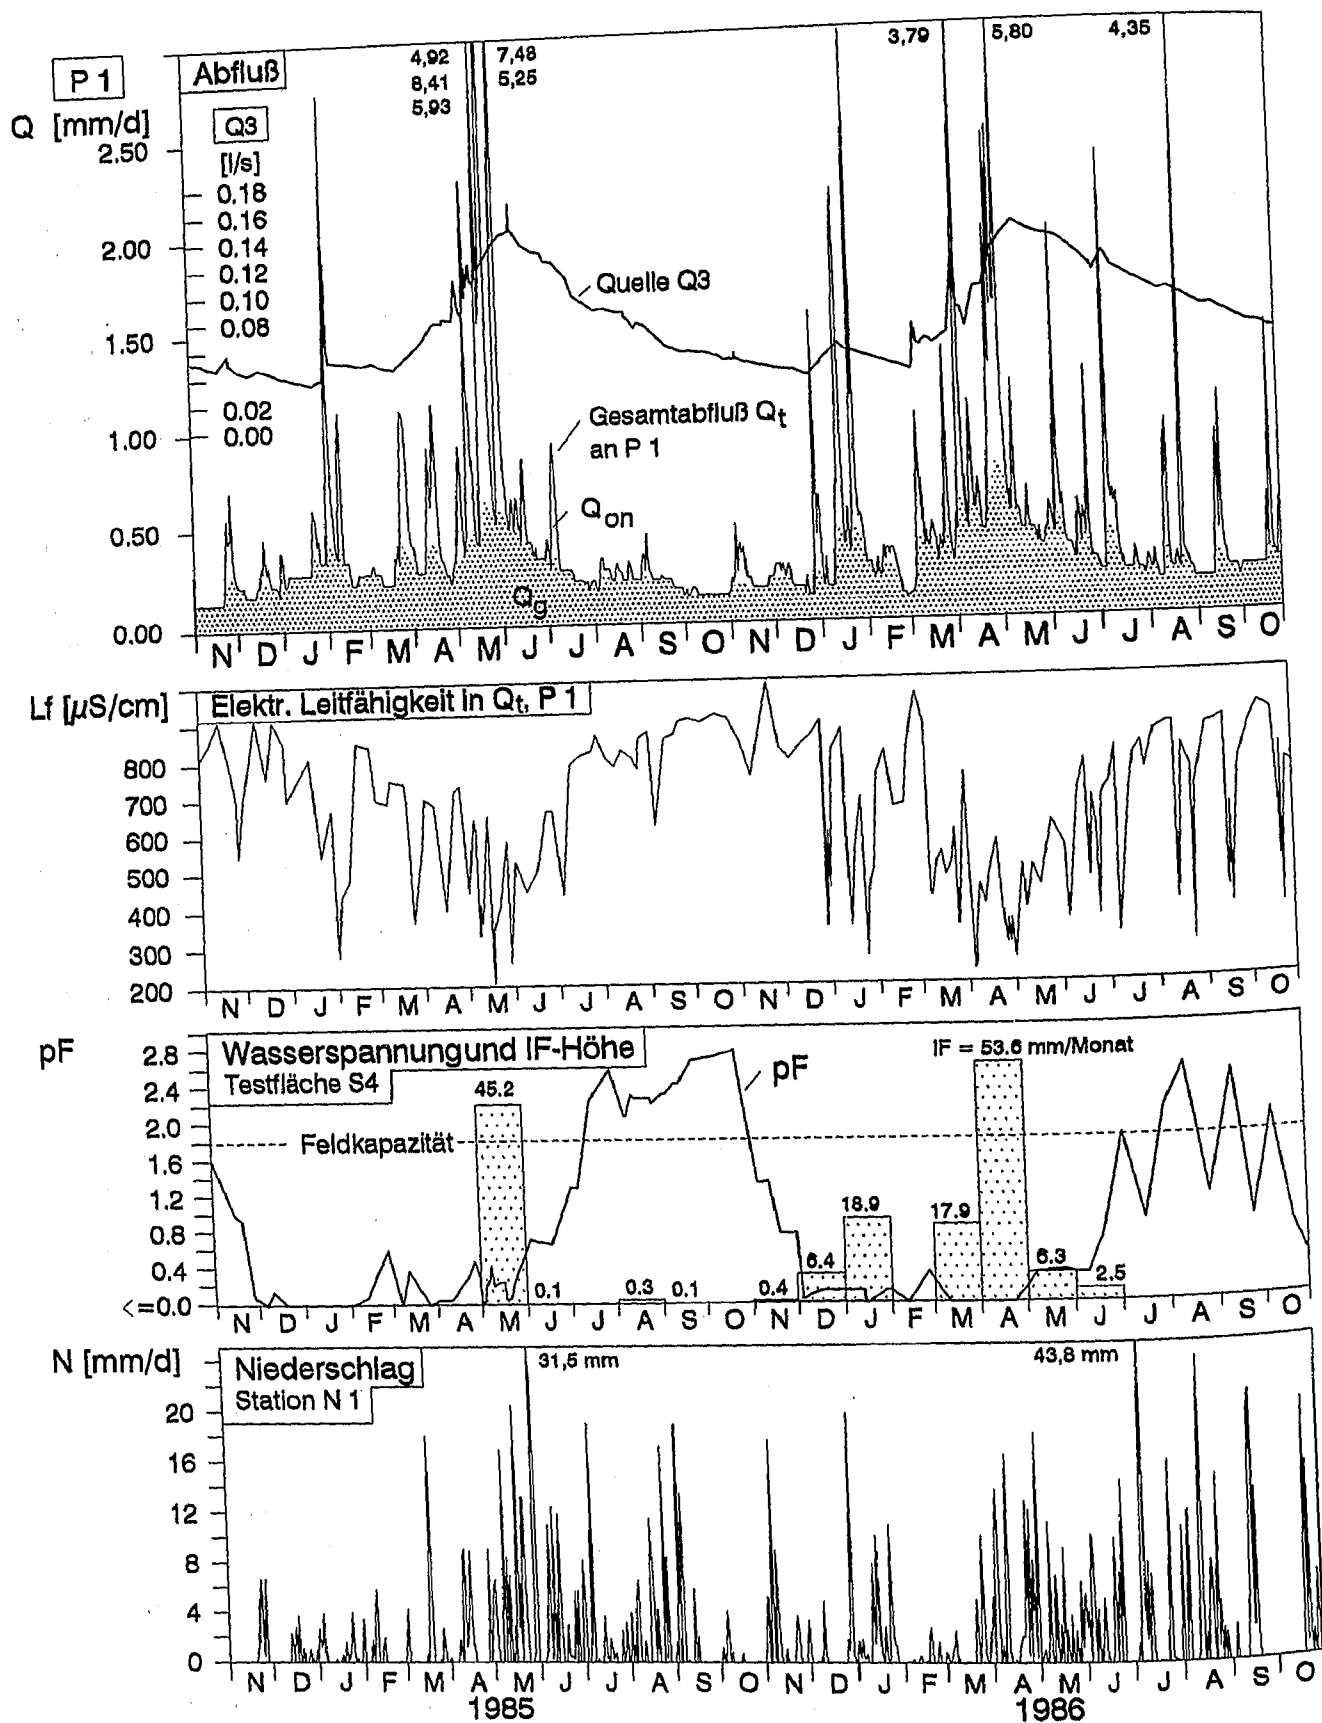 P 1
Abfluß
4,92
8,41
5,93
7,48
5,25
3,79
5,80
4,35
Q [mm/d]
Q3
[l/s]
2.50
0.18
0.16
2.00
0.14
0.12
0.10
0.08
1.50
0.02
1.00
0.00
0.50
0.00
Quelle Q3
Gesamtabfluß Qt
an P 1
Qon
Qg
N D J F M A M J J A S O N D J F M A M J J A S O
Lf [µS/cm]
Elektr. Leitfähigkeit in Qt, P 1
800
700
600
500
400
300
200
N D J F M A M J J A S O N D J F M A M J J A S O
pF
Wasserspannungund IF-Höhe
Testfläche S4
IF = 53.6 mm/Monat
pF
2.8
2.4
2.0
1.6
1.2
0.8
0.4
<=0.0
Feldkapazität
45.2
0.1
0.3
0.1
0.4
6.4
18.9
17.9
6.3
2.5
N D J F M A M J J A S O N D J F M A M J J A S O
N [mm/d]
Niederschlag
Station N 1
31,5 mm
43,8 mm
20
16
12
8
4
0
N D J F M A M J J A S O N D J F M A M J J A S O
1985
1986